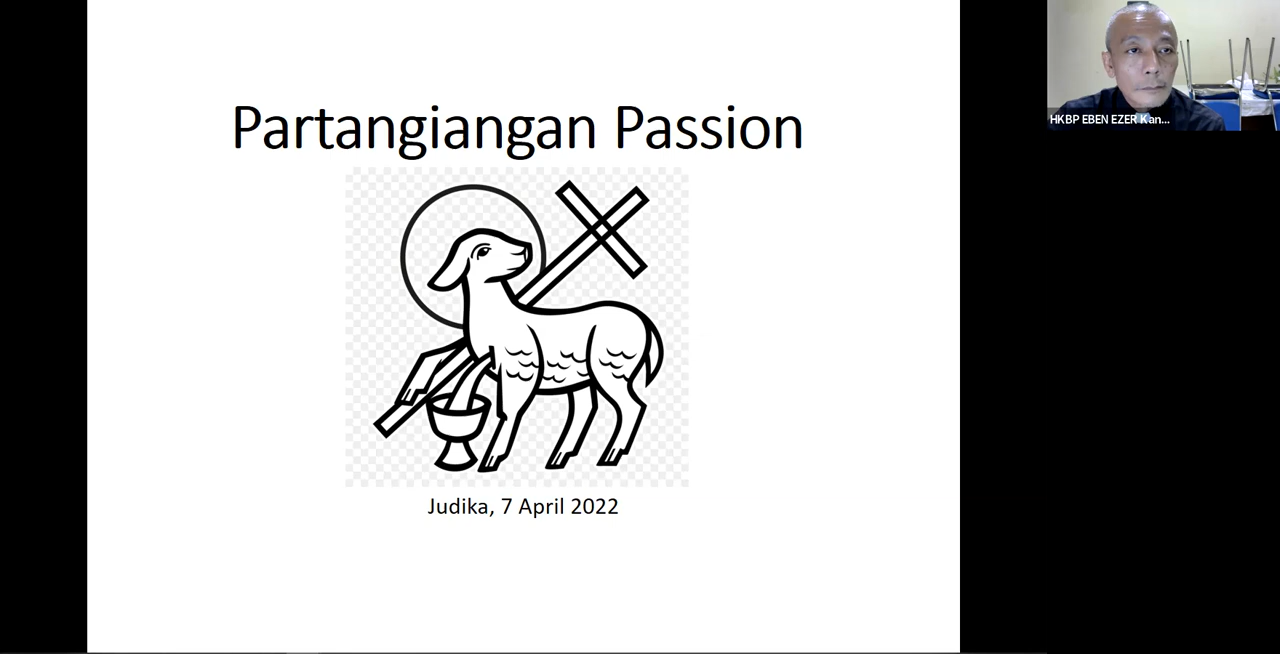 Partangiangan Passion
Judika, 7 April 2022
HKBP EBEN EZER Kan...